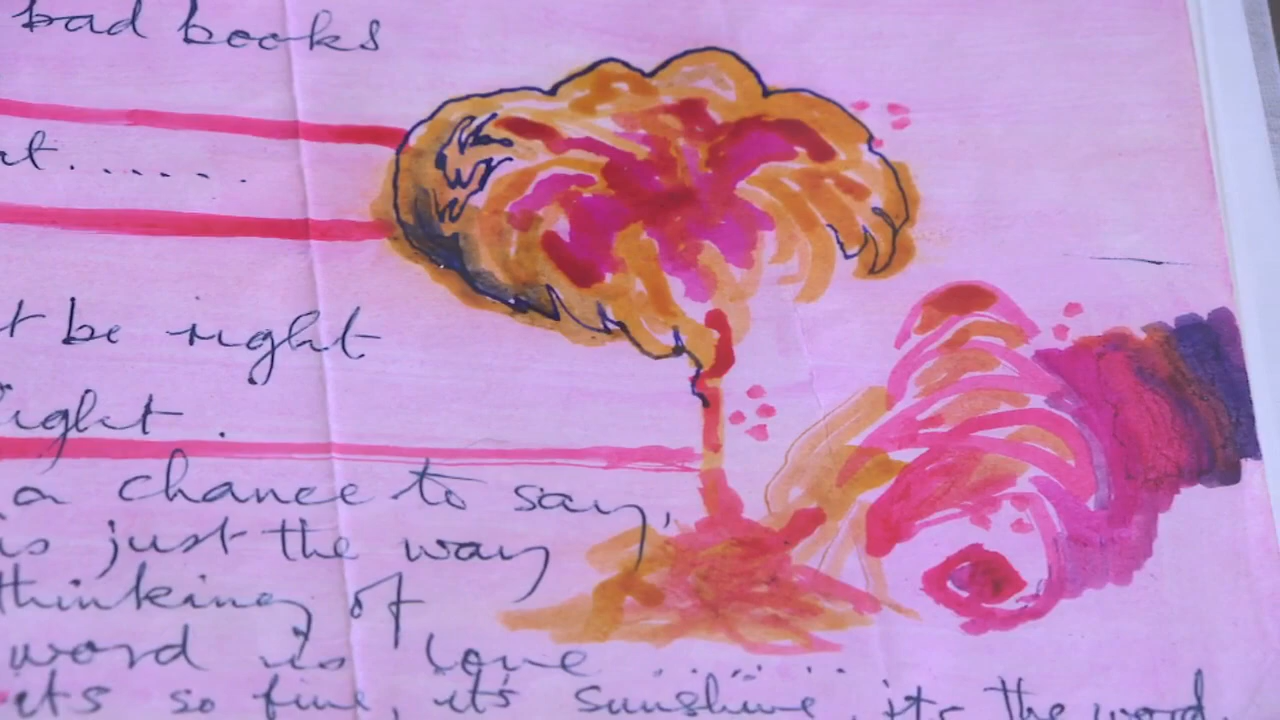 bad books
......
be right
.
a chance to say,
is just the way
thinking of
word is love ........
its so fine, it's sunshine, it's the word